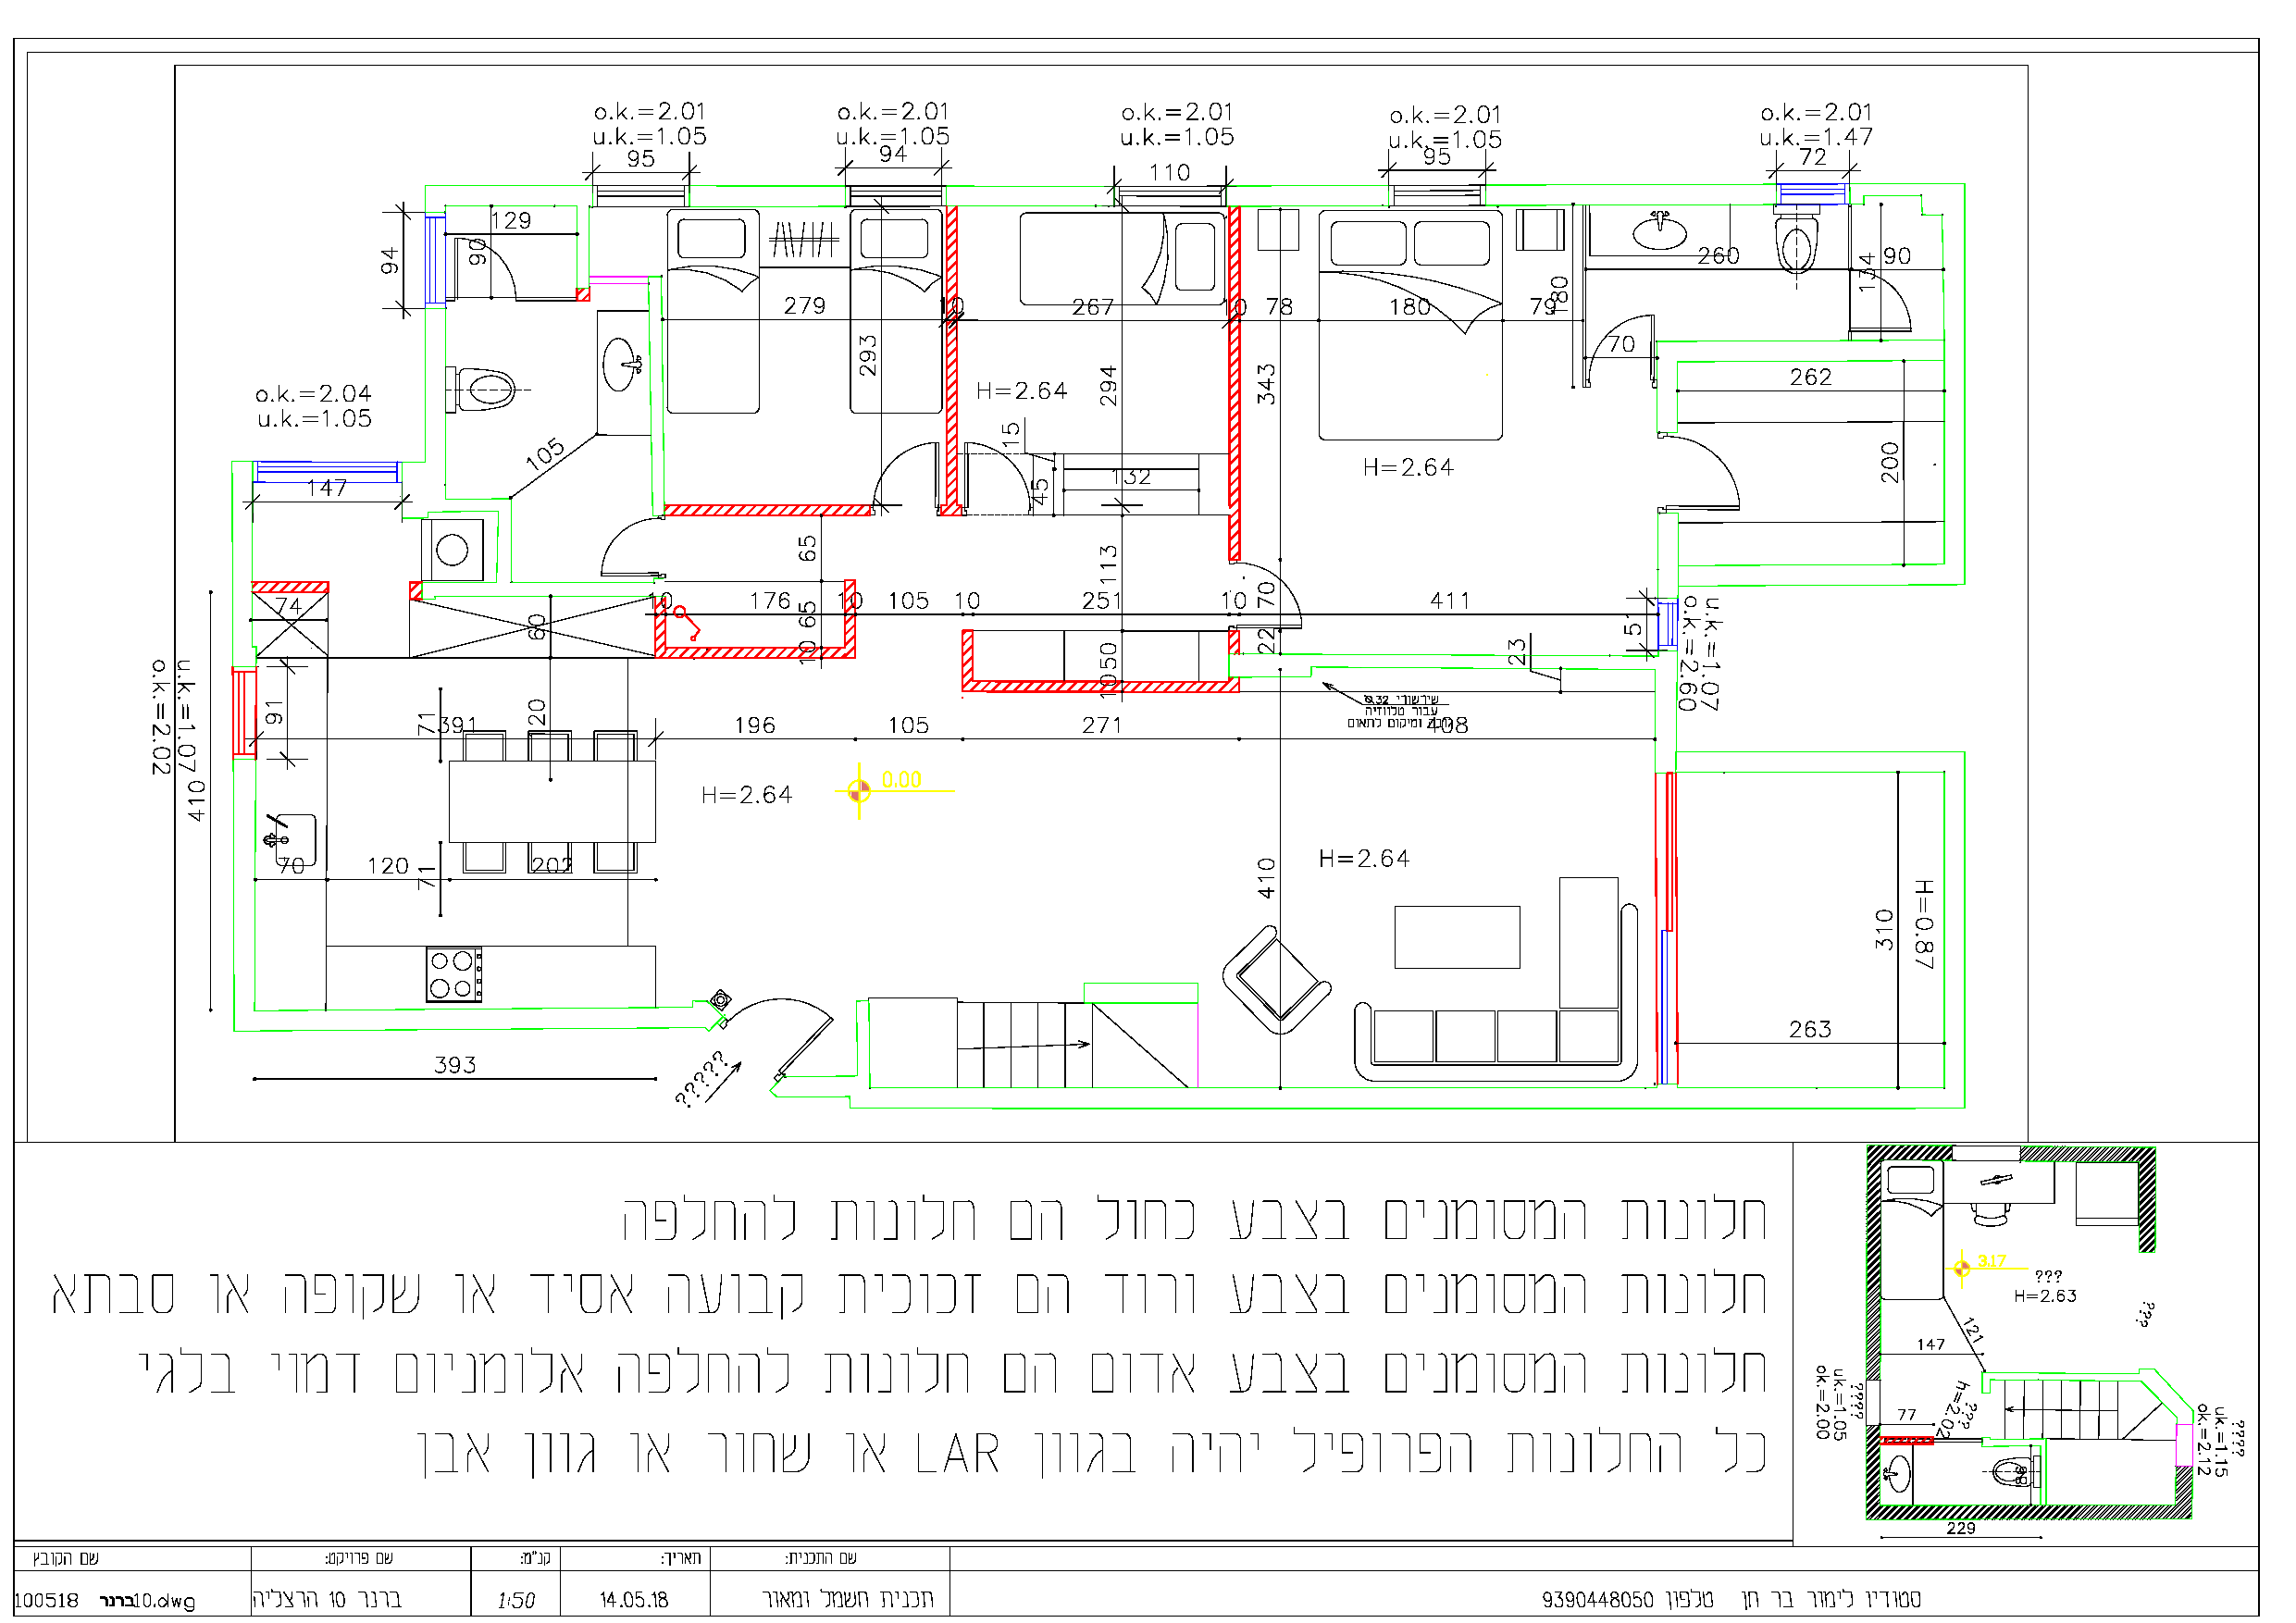 o.k.=2.01
u.k.=1.05
95
o.k.=2.01
u.k.=1.05
94
o.k.=2.01
u.k.=1.05
110
o.k.=2.01
u.k.=1.05
95
o.k.=2.01
u.k.=1.47
72
129
90
94
279
10
267
10
78
180
79
180
260
134
90
70
262
200
293
294
343
H=2.64
15
45
132
H=2.64
105
o.k.=2.04
u.k.=1.05
147
65
113
74
60
10
176
10
65
10
105
10
251
10
70
22
411
51
23
50
10
u.k.=1.07
o.k.=2.60
u.k.=1.07
o.k.=2.02
410
91
71
391
120
196
105
271
408
שירשורי 0.32
עבור טלוויזיה
גובה ומיקום לתאום
H=2.64
0.00
H=2.64
410
70
120
71
202
310
H=0.87
263
393
?????
חלונות המסומנים בצבע כחול הם חלונות להחלפה
חלונות המסומנים בצבע ורוד הם זכוכית קבועה אסיד או שקופה או סבתא
חלונות המסומנים בצבע אדום הם חלונות להחלפה אלומניום דמוי בלגי
כל החלונות הפרופיל יהיה בגוון LAR או שחור או גוון אבן
3.17
???
H=2.63
???
121
147
????
u.k.=1.05
o.k.=2.00
77
???
h=2.02
????
u.k.=1.15
o.k.=2.12
86
229
שם התכנית:
תאריך:
קנ"מ:
שם פרוייקט:
שם הקובץ
סטודיו לימור בר חן טלפון 9390448050
תכנית חשמל ומאור
14.05.18
1:50
ברנר 10 הרצליה
100518 ברנר10.dwg